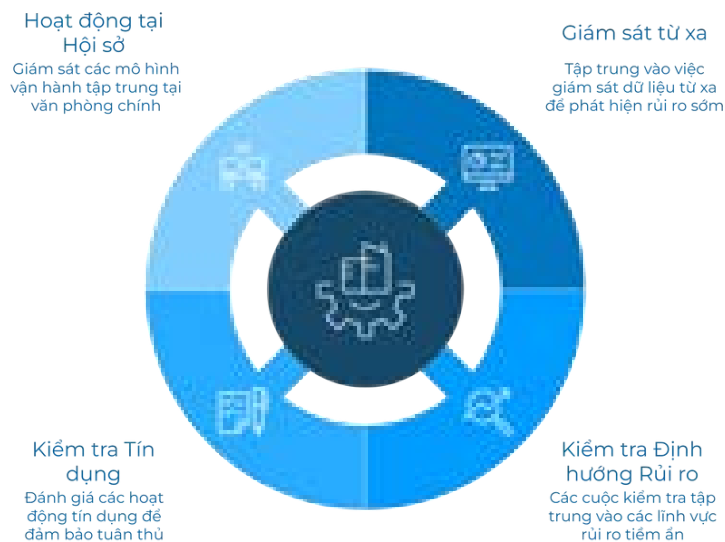 Hoạt động tại
Hội sở
Giám sát các mô hình
vận hành tập trung tại
văn phòng chính
Giám sát từ xa
Tập trung vào việc
giám sát dữ liệu từ xa
để phát hiện rủi ro sớm
Kiểm tra Tín
dụng
Đánh giá các hoạt
động tín dụng để
đảm bảo tuân thủ
Kiểm tra Định
hướng Rủi ro
Các cuộc kiểm tra tập
trung vào các lĩnh vực
rủi ro tiềm ẩn